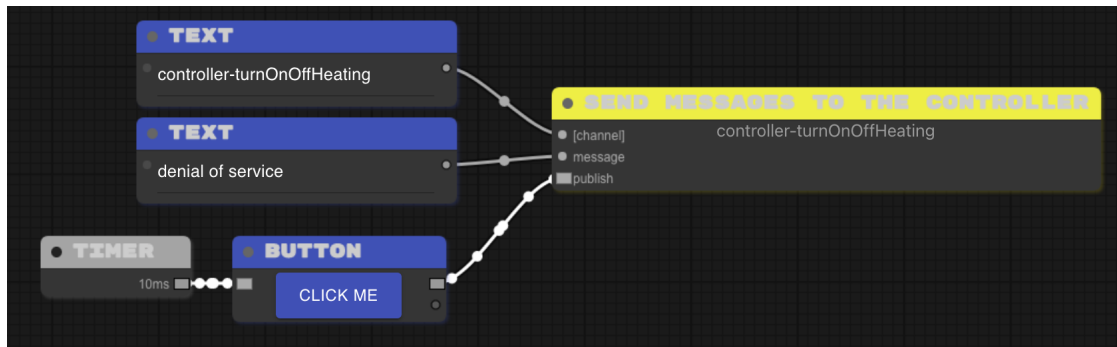 TEXT
controller-turnOnOffHeating
SEND MESSAGES TO THE CONTROLLER
[channel]
controller-turnOnOffHeating
message
publish
TEXT
denial of service
TIMER
10ms
BUTTON
CLICK ME